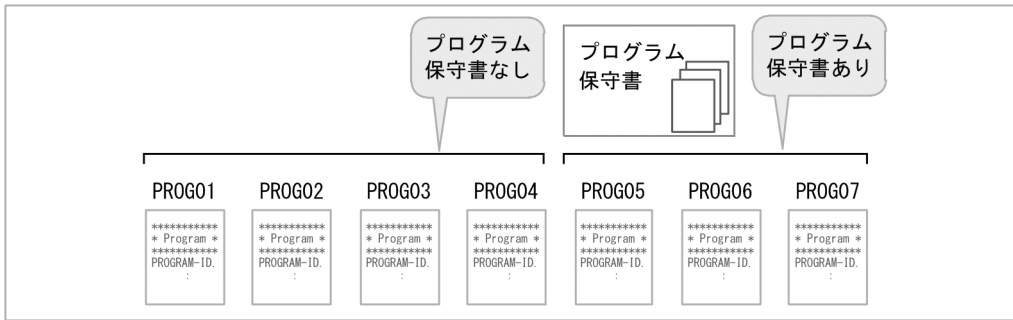 プログラム
保守書なし
プログラム
保守書
プログラム
保守書あり
PROG01 PROG02 PROG03 PROG04 PROG05 PROG06 PROG07
*********** *********** *********** *********** *********** *********** ***********
* Program * * Program * * Program * * Program * * Program * * Program * * Program *
*********** *********** *********** *********** *********** *********** ***********
PROGRAM-ID. PROGRAM-ID. PROGRAM-ID. PROGRAM-ID. PROGRAM-ID. PROGRAM-ID. PROGRAM-ID.
: : : : : : :